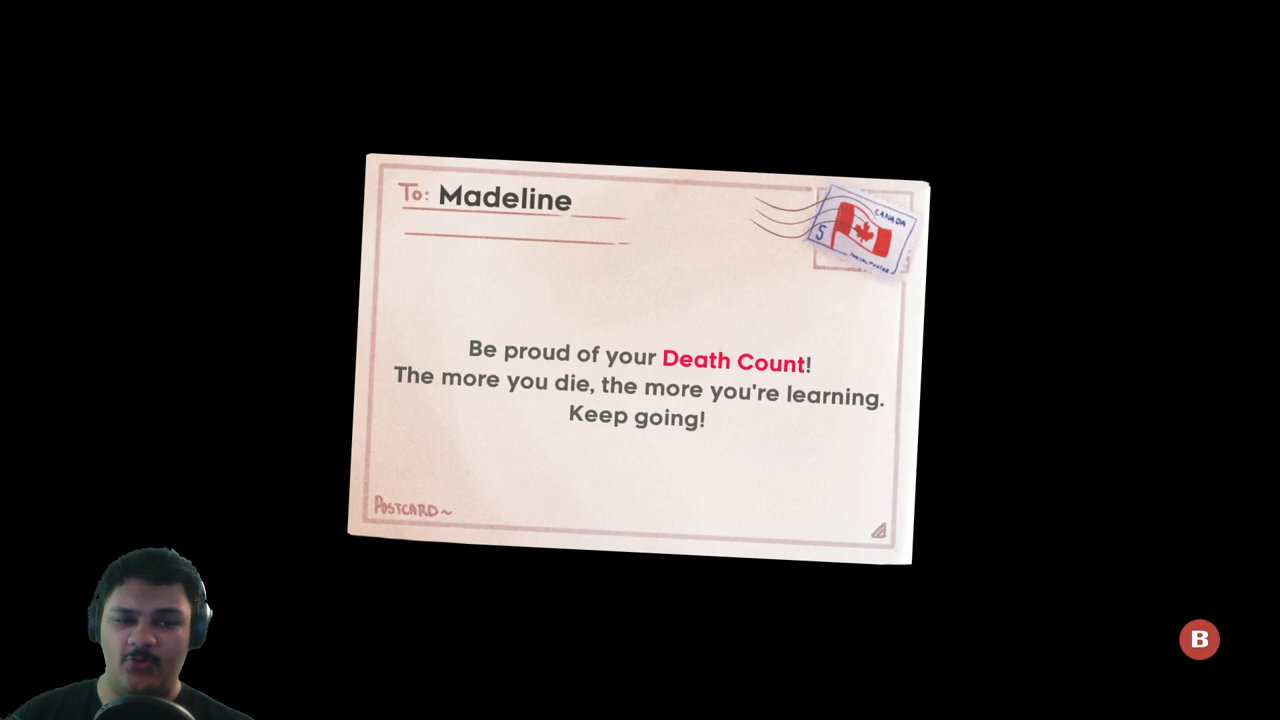 To: Madeline
CANADA
5
Be proud of your Death Count!
The more you die, the more you're learning.
Keep going!
POSTCARD~
B